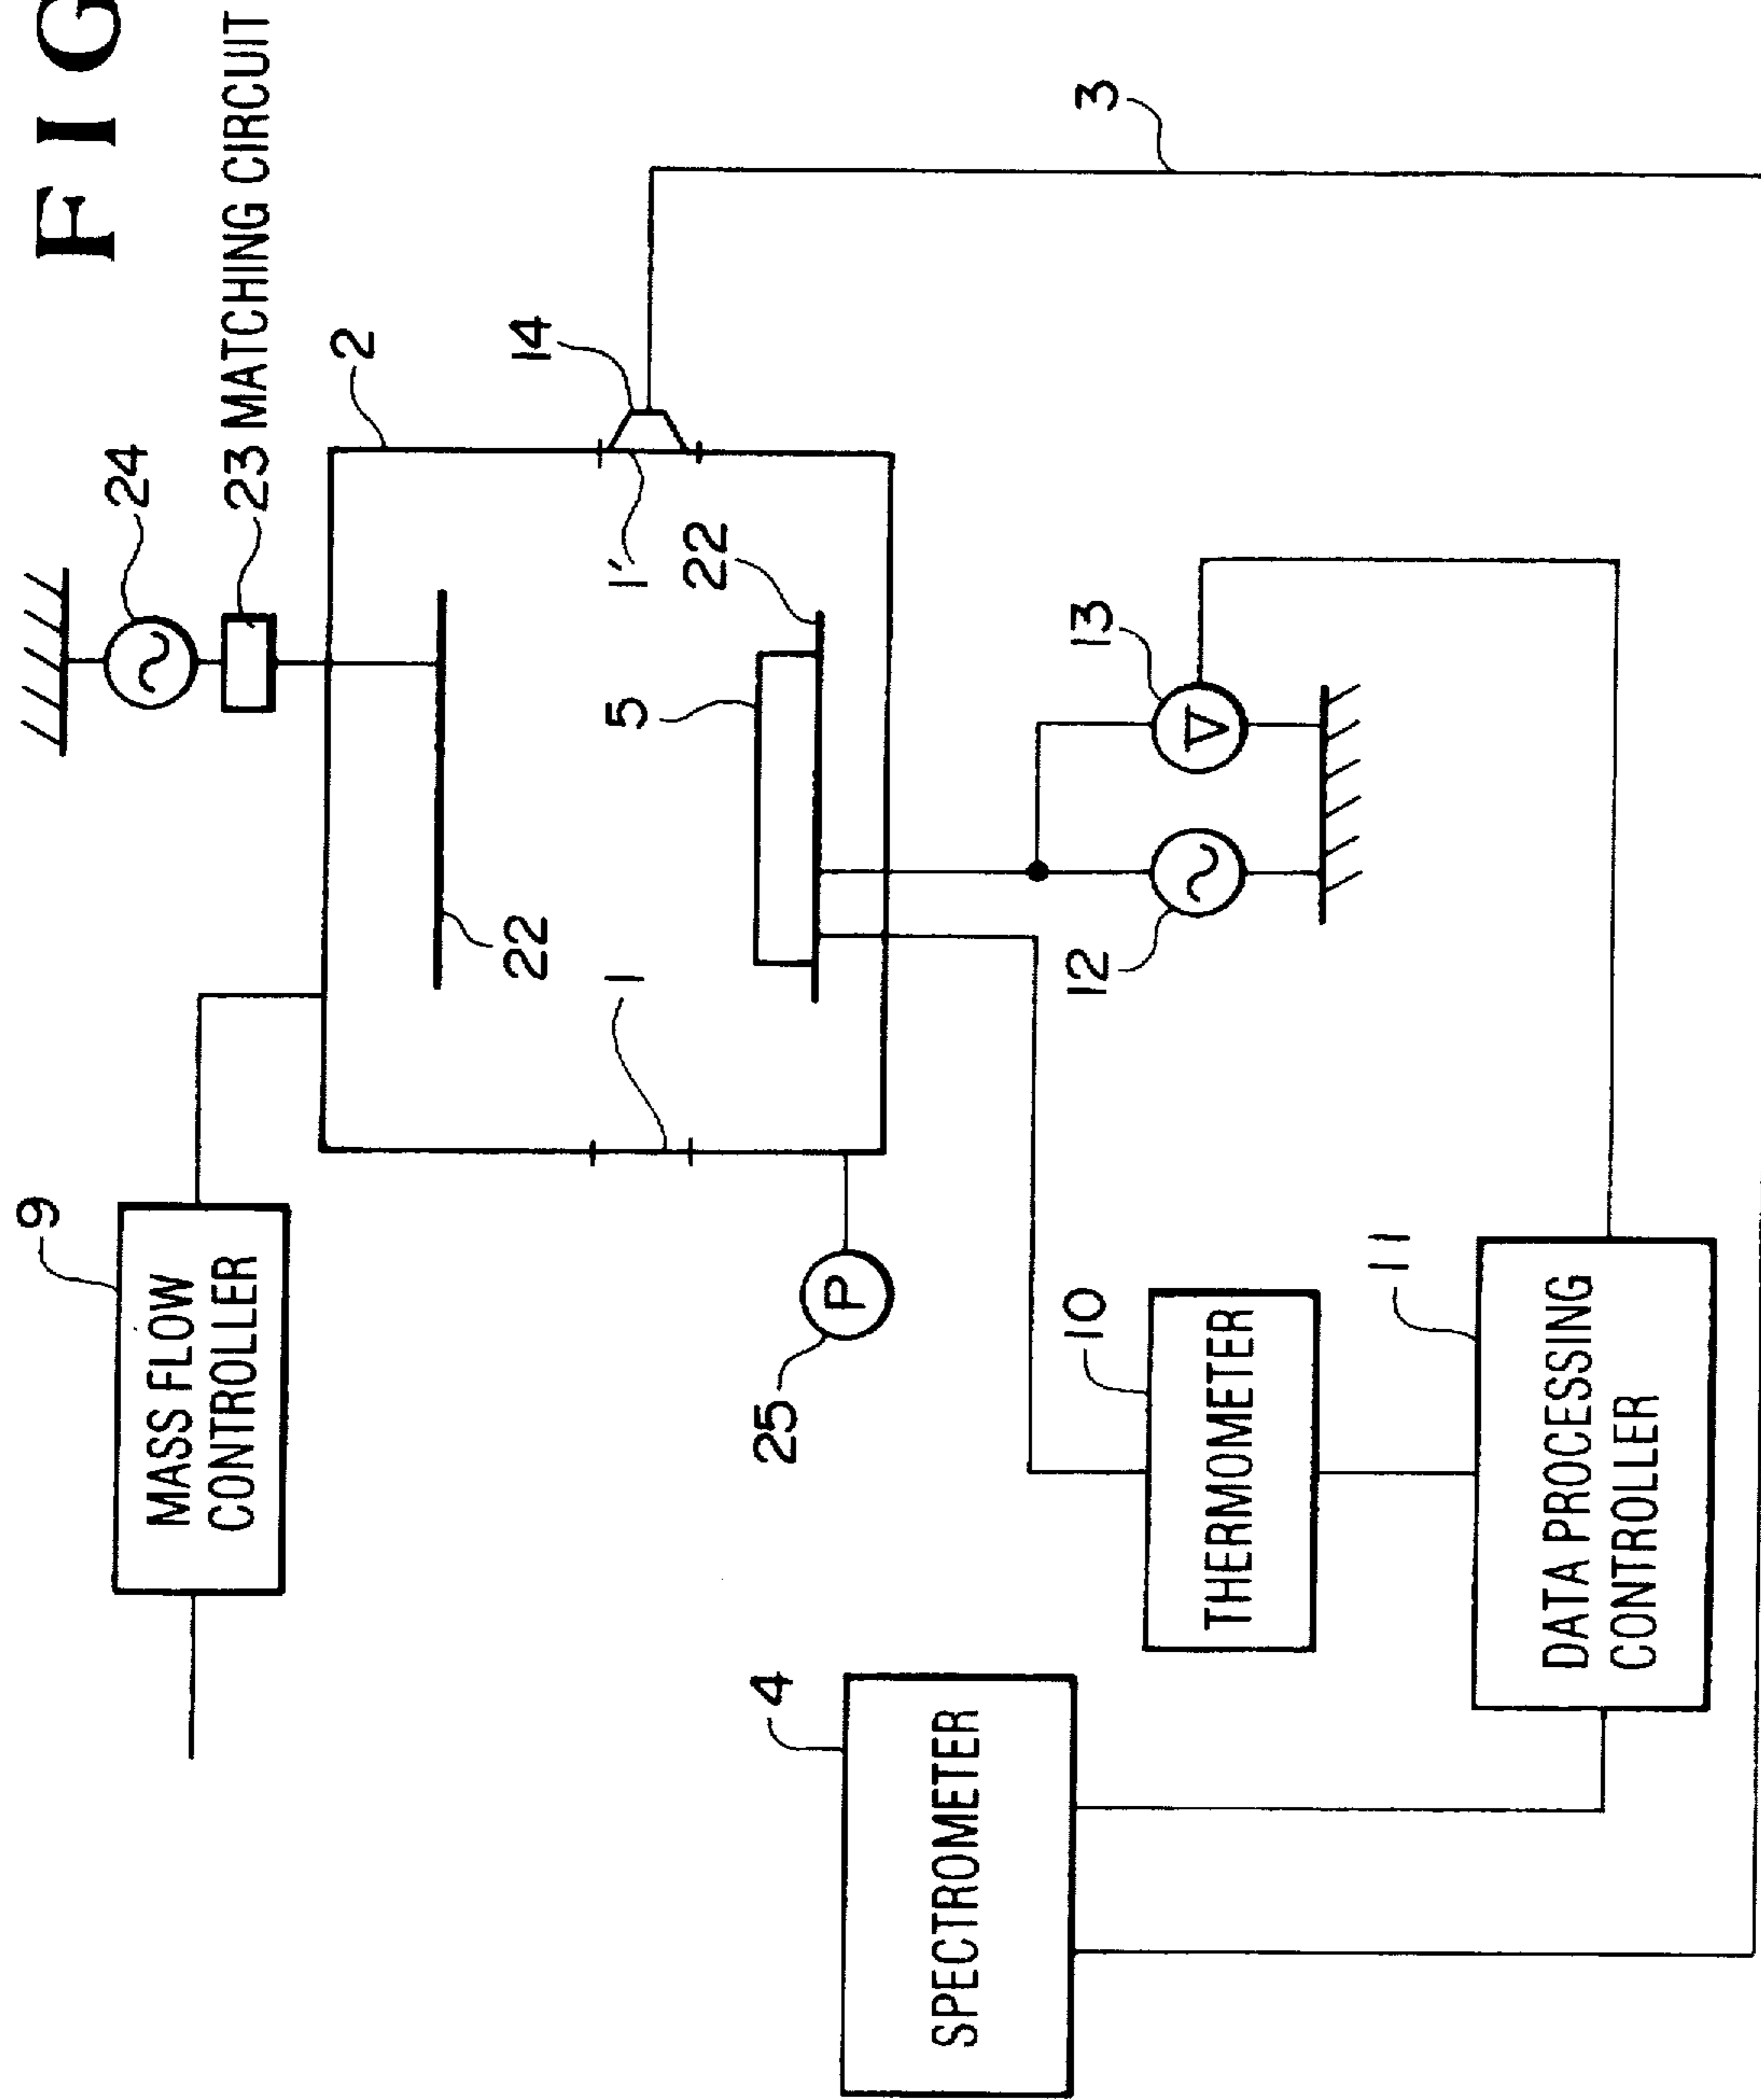 FIG
24
23 MATCHING CIRCUIT
9
MASS FLOW
CONTROLLER
2
14
22
1
1'
5
22
3
25
P
13
V
12
10
THERMOMETER
4
SPECTROMETER
11
DATA PROCESSING
CONTROLLER